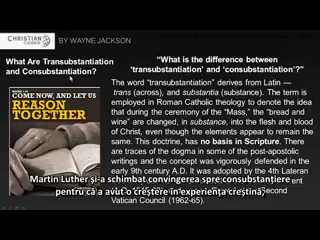 CHRISTIAN
BY WAYNE JACKSON
What Are Transubstantiation
and Consubstantiation?
COME NOW, AND LET US
REASON
TOGETHER
“What is the difference between
‘transubstantiation’ and ‘consubstantiation’?”
The word “transubstantiation” derives from Latin —
trans (across), and substantia (substance). The term is
employed in Roman Catholic theology to denote the idea
that during the ceremony of the “Mass,” the “bread and
wine” are changed, in substance, into the flesh and blood
of Christ, even though the elements appear to remain the
same. This doctrine, has no basis in Scripture. There
are traces of the dogma in some of the post-apostolic
writings and the concept was vigorously defended in the
early 9th century A.D. It was adopted by the 4th Lateran
Second
Vatican Council (1962-65).
Martin Luther și-a schimbat convingerea spre consubstanțiere
pentru că a avut o creștere în experiența creștină,